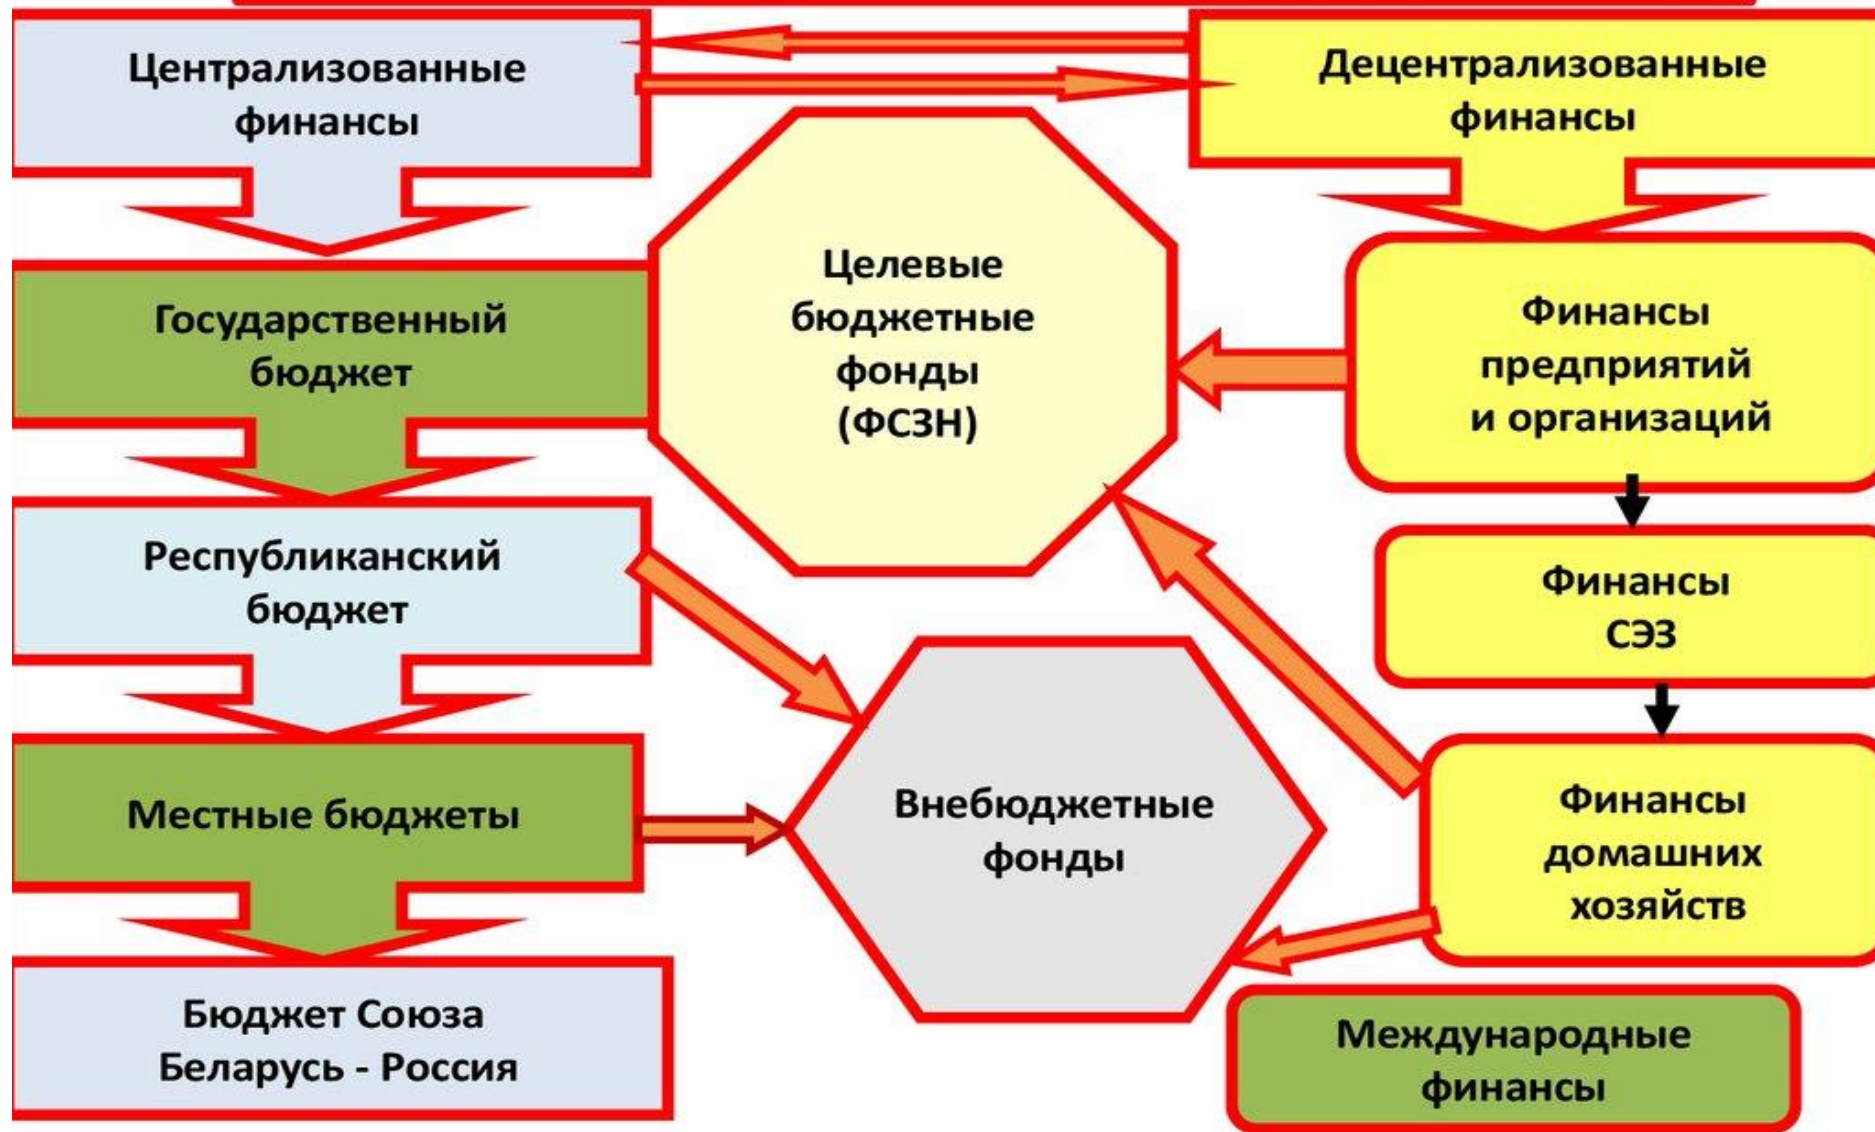 Централизованные
финансы
Децентрализованные
финансы
Государственный
бюджет
Целевые
бюджетные
фонды
(ФСЗН)
Финансы
предприятий
и организаций
Республиканский
бюджет
Финансы
СЭЗ
Местные бюджеты
Внебюджетные
фонды
Финансы
домашних
хозяйств
Бюджет Союза
Беларусь - Россия
Международные
финансы